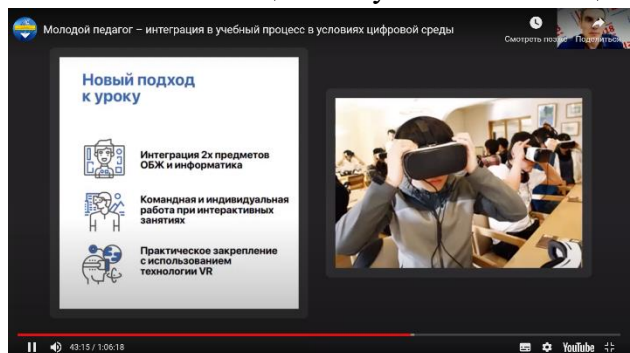 Молодой педагог – интеграция в учебный процесс в условиях цифровой среды
Смотреть позже
Поделиться
Новый подход
к уроку
Интеграция 2х предметов
ОБЖ и информатика
Командная и индивидуальная
работа при интерактивных
занятиях
Практическое закрепление
с использованием
технологии VR
43:15 / 1:06:18
YouTube